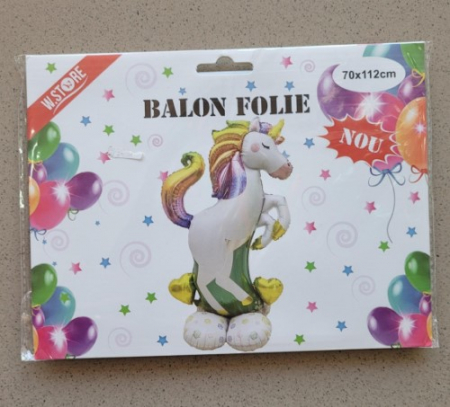 W.STORE
70x112cm
BALON FOLIE
NOU